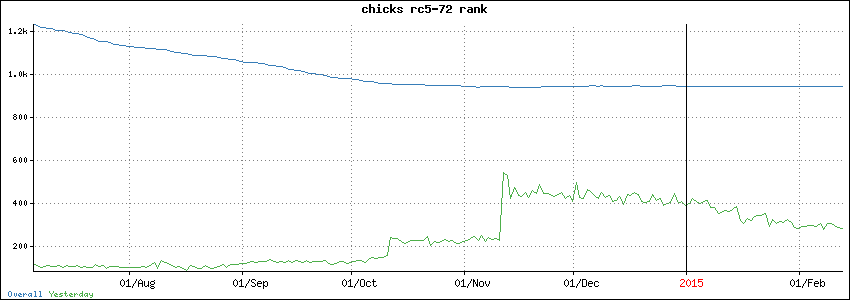 chicks rc5-72 rank
1.2k
1.0k
800
600
400
200
01/Aug 01/Sep 01/Oct 01/Nov 01/Dec 2015 01/Feb
Overall Yesterday